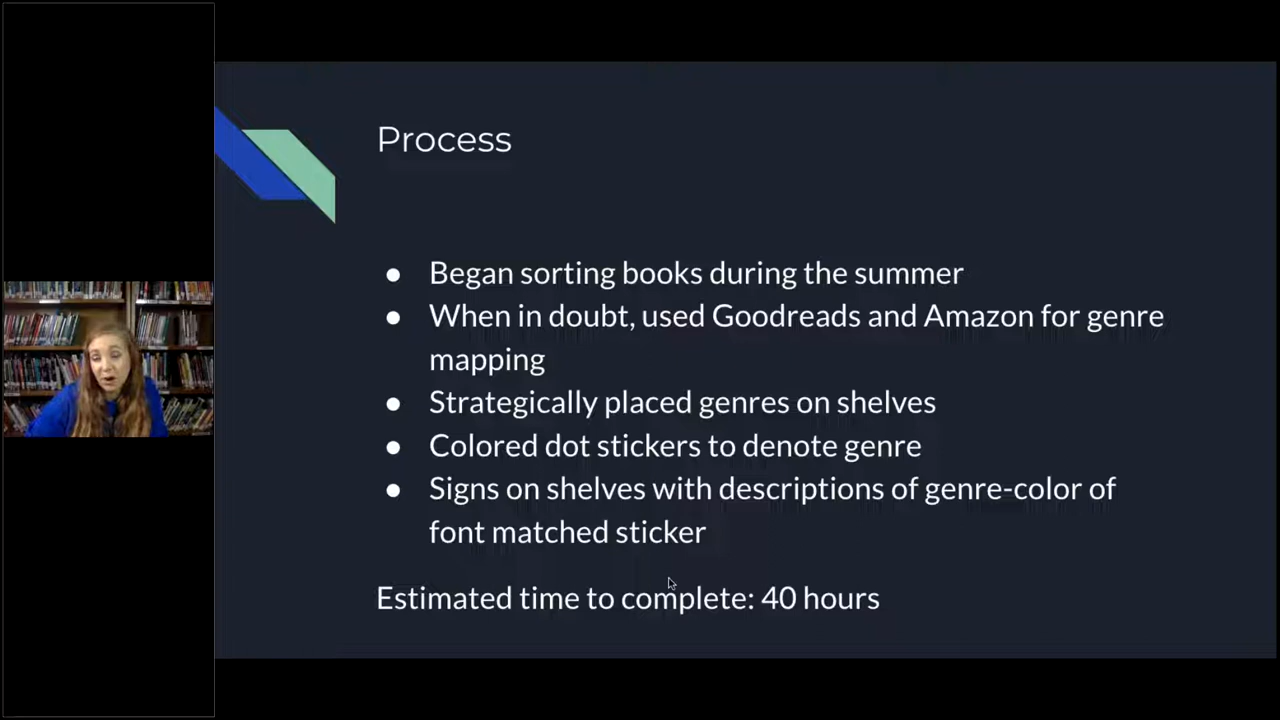 Process
● Began sorting books during the summer
● When in doubt, used Goodreads and Amazon for genre
mapping
● Strategically placed genres on shelves
● Colored dot stickers to denote genre
● Signs on shelves with descriptions of genre-color of
font matched sticker
Estimated time to complete: 40 hours